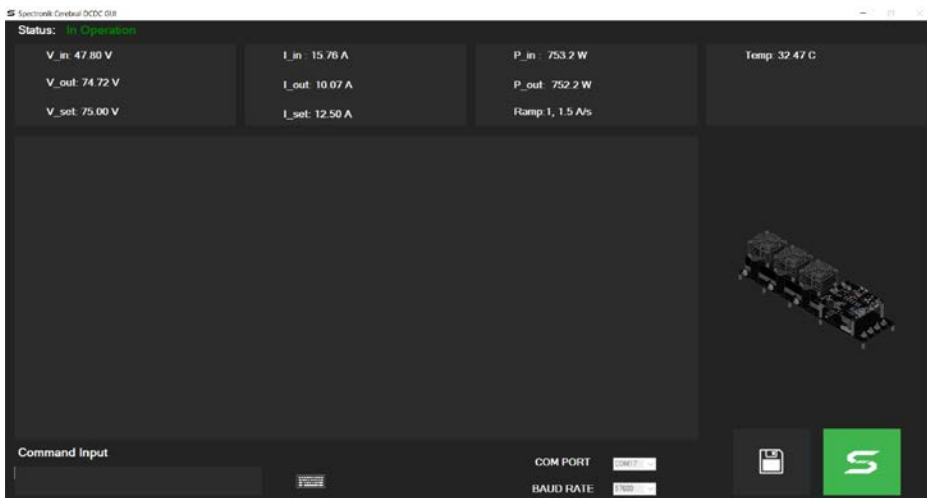 Spectronik Cerebral DCDC GUI
Status: In Operation
V_in: 47.80 V
V_out: 74.72 V
V_set: 75.00 V
I_in : 15.76 A
I_out: 10.07 A
I_set: 12.50 A
P_in : 753.2 W
P_out: 752.2 W
Ramp:1, 1.5 A/s
Temp: 32.47 C
Command Input
COM PORT
BAUD RATE 57600